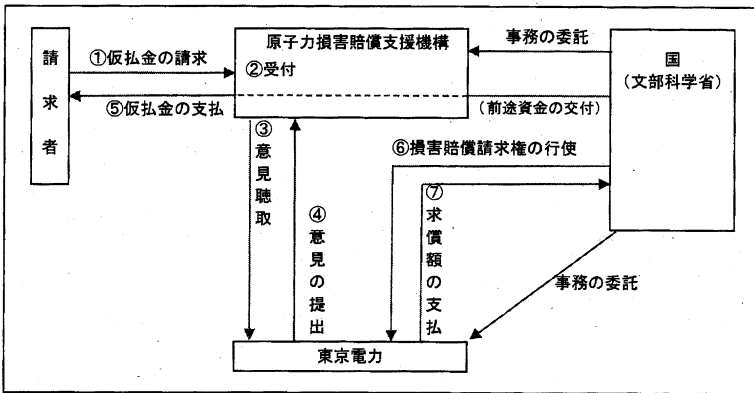 請求者
①仮払金の請求
⑤仮払金の支払
原子力損害賠償支援機構
②受付
事務の委託
(前途資金の交付)
国
(文部科学省)
③意見聴取
④意見の提出
⑥損害賠償請求権の行使
⑦求償額の支払
事務の委託
東京電力